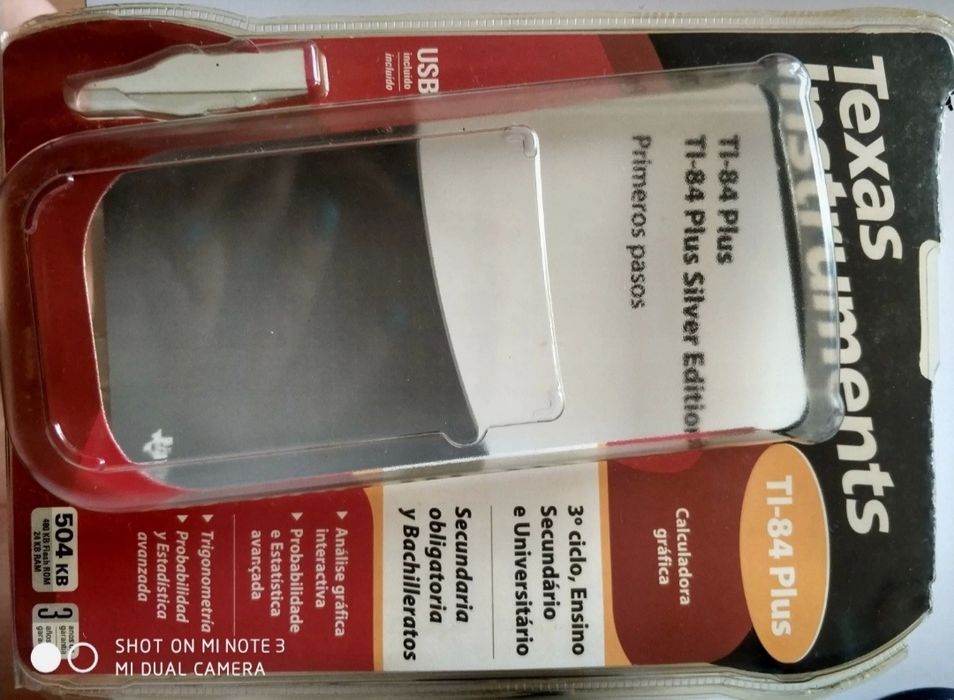 Texas
Instruments
TI-84 Plus
TI-84 Plus Silver Edition
Primeros pasos
USB
incluido
incluído
TI-84 Plus
Calculadora
gráfica
3º ciclo, Ensino
Secundário
e Universitário
Secundaria
obligatoria
y Bachilleratos
Análise gráfica
interactiva
Probabilidade
e Estatística
avançada
Trigonometría
Probabilidad
y Estadística
avanzada
504 KB
480 KB Flash ROM
24 KB RAM
3
años
SHOT ON MI NOTE 3
MI DUAL CAMERA